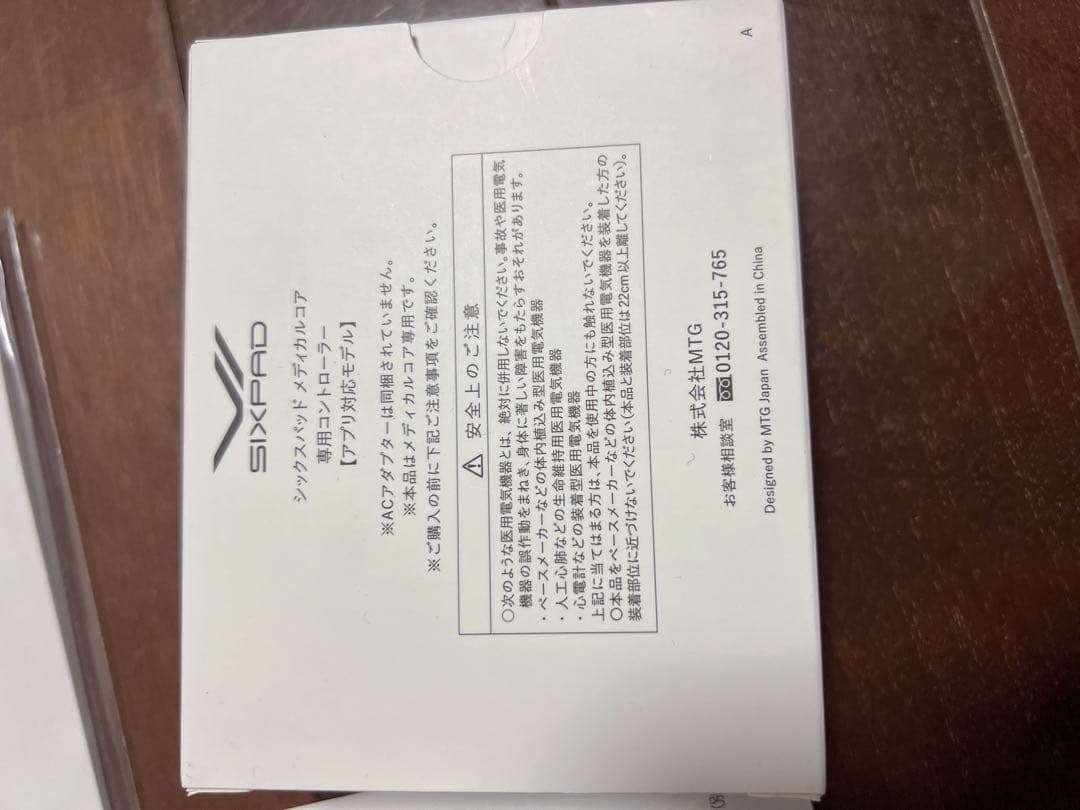 SIXPAD
シックスパッド メディカルコア
専用コントローラー
【アプリ対応モデル】
※ACアダプターは同梱されていません。
※本品はメディカルコア専用です。
※ご購入の前に下記ご注意事項をご確認ください。
⚠ 安全上のご注意
○次のような医用電気機器とは、絶対に併用しないでください。事故や医用電気
機器の誤作動をまねき、身体に著しい障害をもたらすおそれがあります。
・ペースメーカーなどの体内植込み型医用電気機器
・人工心肺などの生命維持用医用電気機器
・心電計などの装着型医用電気機器
上記に当てはまる方は、本品を使用中の方にも触れないでください。
○本品をペースメーカーなどの体内植込み型医用電気機器を装着した方の
装着部位に近づけないでください(本品と装着部位は22cm以上離してください)。
株式会社MTG
お客様相談室 0120-315-765
Designed by MTG Japan Assembled in China
A